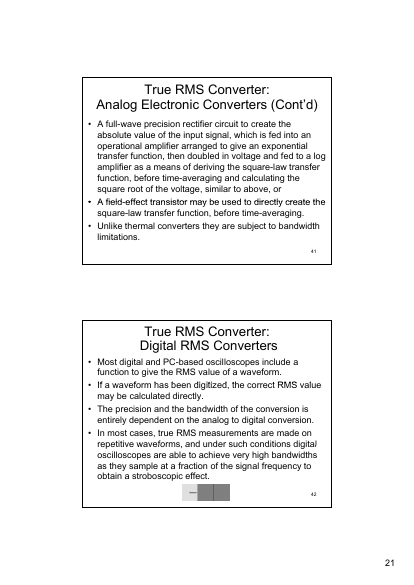 True RMS Converter:
Analog Electronic Converters (Cont'd)
• A full-wave precision rectifier circuit to create the
absolute value of the input signal, which is fed into an
operational amplifier arranged to give an exponential
transfer function, then doubled in voltage and fed to a log
amplifier as a means of deriving the square-law transfer
function, before time-averaging and calculating the
square root of the voltage, similar to above, or
• A field-effect transistor may be used to directly create the
square-law transfer function, before time-averaging.
• Unlike thermal converters they are subject to bandwidth
limitations.
41
True RMS Converter:
Digital RMS Converters
• Most digital and PC-based oscilloscopes include a
function to give the RMS value of a waveform.
• If a waveform has been digitized, the correct RMS value
may be calculated directly.
• The precision and the bandwidth of the conversion is
entirely dependent on the analog to digital conversion.
• In most cases, true RMS measurements are made on
repetitive waveforms, and under such conditions digital
oscilloscopes are able to achieve very high bandwidths
as they sample at a fraction of the signal frequency to
obtain a stroboscopic effect.
42
21